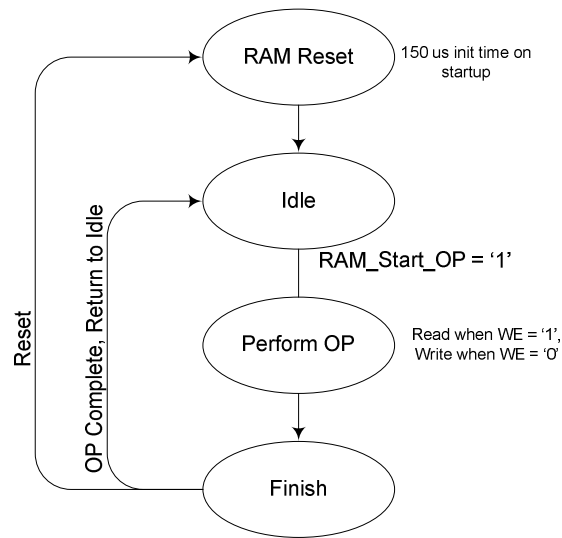 RAM Reset
150 us init time on
startup
Idle
RAM_Start_OP = ‘1’
Perform OP
Read when WE = ‘1’,
Write when WE = ‘0’
Finish
OP Complete, Return to Idle
Reset